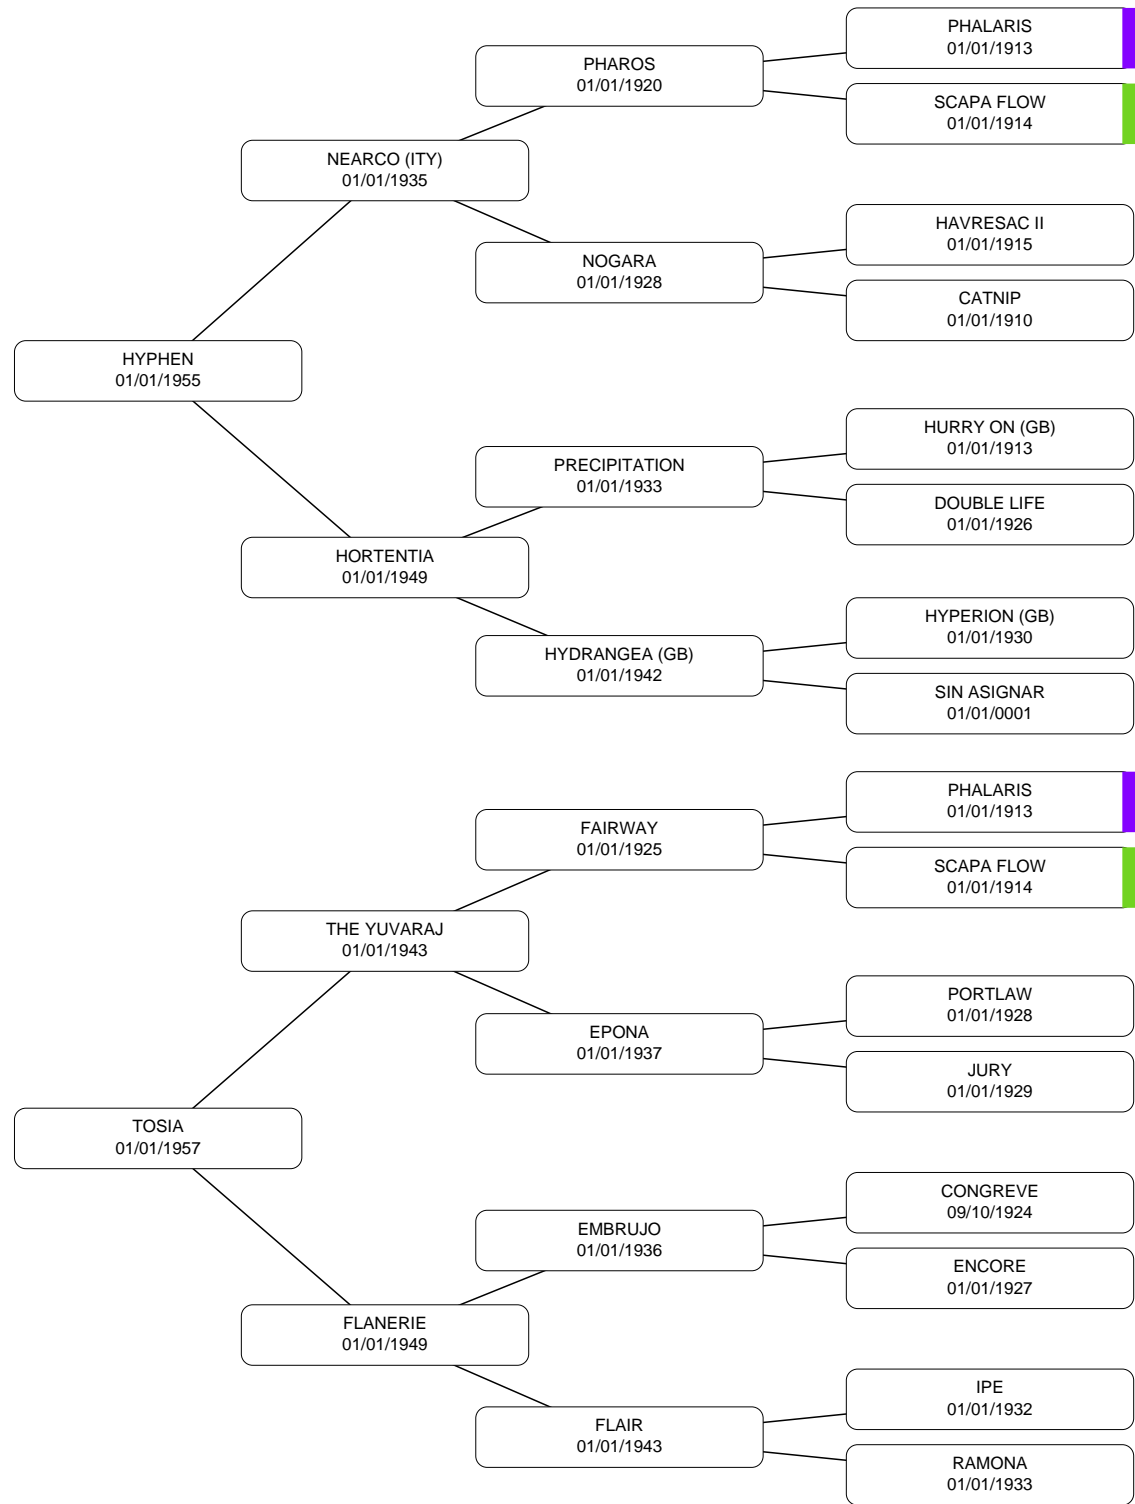 PHALARIS
01/01/1913
PHAROS
01/01/1920
SCAPA FLOW
01/01/1914
NEARCO (ITY)
01/01/1935
HAVRESAC II
01/01/1915
NOGARA
01/01/1928
CATNIP
01/01/1910
HYPHEN
01/01/1955
HURRY ON (GB)
01/01/1913
PRECIPITATION
01/01/1933
DOUBLE LIFE
01/01/1926
HORTENTIA
01/01/1949
HYPERION (GB)
01/01/1930
HYDRANGEA (GB)
01/01/1942
SIN ASIGNAR
01/01/0001
PHALARIS
01/01/1913
FAIRWAY
01/01/1925
SCAPA FLOW
01/01/1914
THE YUVARAJ
01/01/1943
PORTLAW
01/01/1928
EPONA
01/01/1937
JURY
01/01/1929
TOSIA
01/01/1957
CONGREVE
09/10/1924
EMBRUJO
01/01/1936
ENCORE
01/01/1927
FLANERIE
01/01/1949
IPE
01/01/1932
FLAIR
01/01/1943
RAMONA
01/01/1933